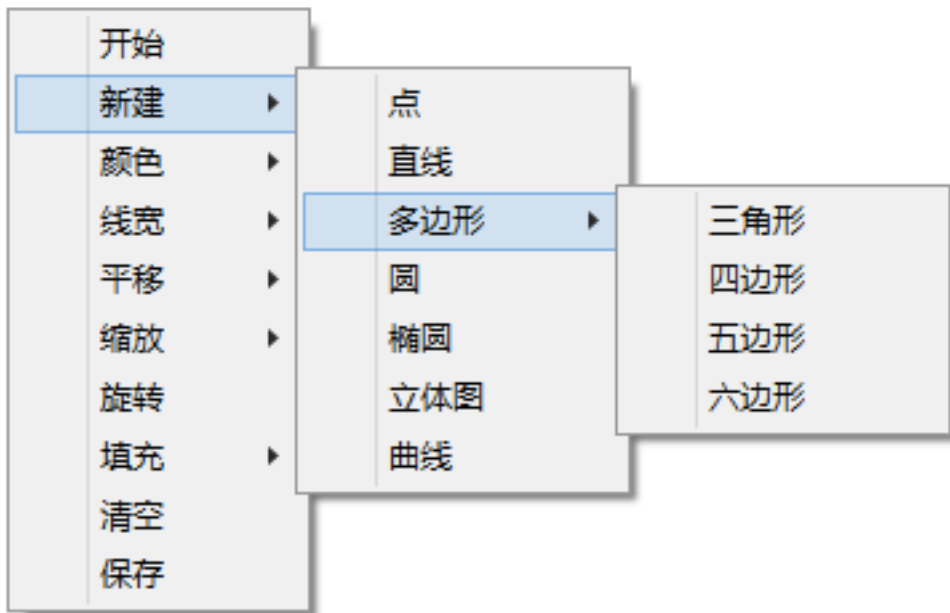 开始
新建
颜色
线宽
平移
缩放
旋转
填充
清空
保存
点
直线
多边形
圆
椭圆
立体图
曲线
三角形
四边形
五边形
六边形